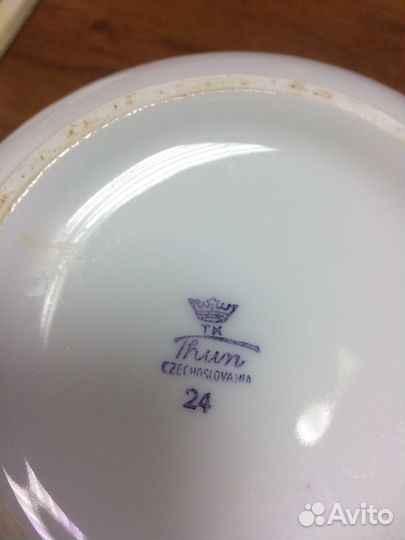 TK
Thun
CZECHOSLOVAKIA
24
Avito